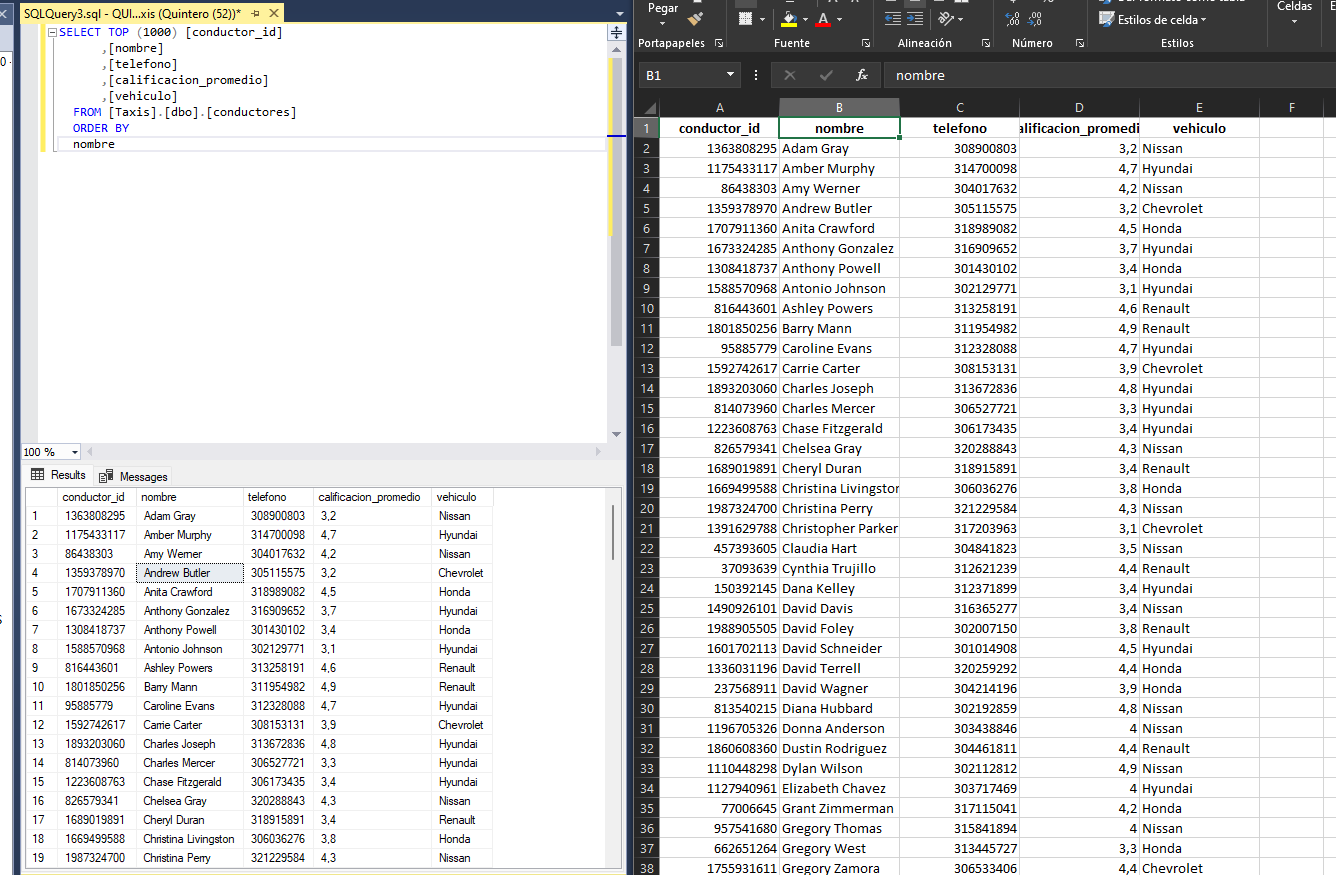 SQLQuery3.sql - QUI...xis (Quintero (52))*
SELECT TOP (1000) [conductor_id]
,[nombre]
,[telefono]
,[calificacion_promedio]
,[vehiculo]
FROM [Taxis].[dbo].[conductores]
ORDER BY
nombre
100 %
Results Messages
conductor_id nombre telefono calificacion_promedio vehiculo
1 1363808295 Adam Gray 308900803 3,2 Nissan
2 1175433117 Amber Murphy 314700098 4,7 Hyundai
3 86438303 Amy Werner 304017632 4,2 Nissan
4 1359378970 Andrew Butler 305115575 3,2 Chevrolet
5 1707911360 Anita Crawford 318989082 4,5 Honda
6 1673324285 Anthony Gonzalez 316909652 3,7 Hyundai
7 1308418737 Anthony Powell 301430102 3,4 Honda
8 1588570968 Antonio Johnson 302129771 3,1 Hyundai
9 816443601 Ashley Powers 313258191 4,6 Renault
10 1801850256 Barry Mann 311954982 4,9 Renault
11 95885779 Caroline Evans 312328088 4,7 Hyundai
12 1592742617 Carrie Carter 308153131 3,9 Chevrolet
13 1893203060 Charles Joseph 313672836 4,8 Hyundai
14 814073960 Charles Mercer 306527721 3,3 Hyundai
15 1223608763 Chase Fitzgerald 306173435 3,4 Hyundai
16 826579341 Chelsea Gray 320288843 4,3 Nissan
17 1689019891 Cheryl Duran 318915891 3,4 Renault
18 1669499588 Christina Livingston 306036276 3,8 Honda
19 1987324700 Christina Perry 321229584 4,3 Nissan
Pegar
Estilos de celda
Celdas
Portapapeles Fuente Alineación Número Estilos
B1 fx nombre
A B C D E F
1 conductor_id nombre telefono alificacion_promedi vehiculo
2 1363808295 Adam Gray 308900803 3,2 Nissan
3 1175433117 Amber Murphy 314700098 4,7 Hyundai
4 86438303 Amy Werner 304017632 4,2 Nissan
5 1359378970 Andrew Butler 305115575 3,2 Chevrolet
6 1707911360 Anita Crawford 318989082 4,5 Honda
7 1673324285 Anthony Gonzalez 316909652 3,7 Hyundai
8 1308418737 Anthony Powell 301430102 3,4 Honda
9 1588570968 Antonio Johnson 302129771 3,1 Hyundai
10 816443601 Ashley Powers 313258191 4,6 Renault
11 1801850256 Barry Mann 311954982 4,9 Renault
12 95885779 Caroline Evans 312328088 4,7 Hyundai
13 1592742617 Carrie Carter 308153131 3,9 Chevrolet
14 1893203060 Charles Joseph 313672836 4,8 Hyundai
15 814073960 Charles Mercer 306527721 3,3 Hyundai
16 1223608763 Chase Fitzgerald 306173435 3,4 Hyundai
17 826579341 Chelsea Gray 320288843 4,3 Nissan
18 1689019891 Cheryl Duran 318915891 3,4 Renault
19 1669499588 Christina Livingstor 306036276 3,8 Honda
20 1987324700 Christina Perry 321229584 4,3 Nissan
21 1391629788 Christopher Parker 317203963 3,1 Chevrolet
22 457393605 Claudia Hart 304841823 3,5 Nissan
23 37093639 Cynthia Trujillo 312621239 4,4 Renault
24 150392145 Dana Kelley 312371899 3,4 Hyundai
25 1490926101 David Davis 316365277 3,4 Nissan
26 1988905505 David Foley 302007150 3,8 Renault
27 1601702113 David Schneider 301014908 4,5 Hyundai
28 1336031196 David Terrell 320259292 4,4 Honda
29 237568911 David Wagner 304214196 3,9 Honda
30 813540215 Diana Hubbard 302192859 4,8 Nissan
31 1196705326 Donna Anderson 303438846 4 Nissan
32 1860608360 Dustin Rodriguez 304461811 4,4 Renault
33 1110448298 Dylan Wilson 302112812 4,9 Nissan
34 1127940961 Elizabeth Chavez 303717469 4 Hyundai
35 77006645 Grant Zimmerman 317115041 4,2 Honda
36 957541680 Gregory Thomas 315841894 4 Nissan
37 662651264 Gregory West 313445727 3,3 Honda
38 1755931611 Gregory Zamora 306533406 4,4 Chevrolet